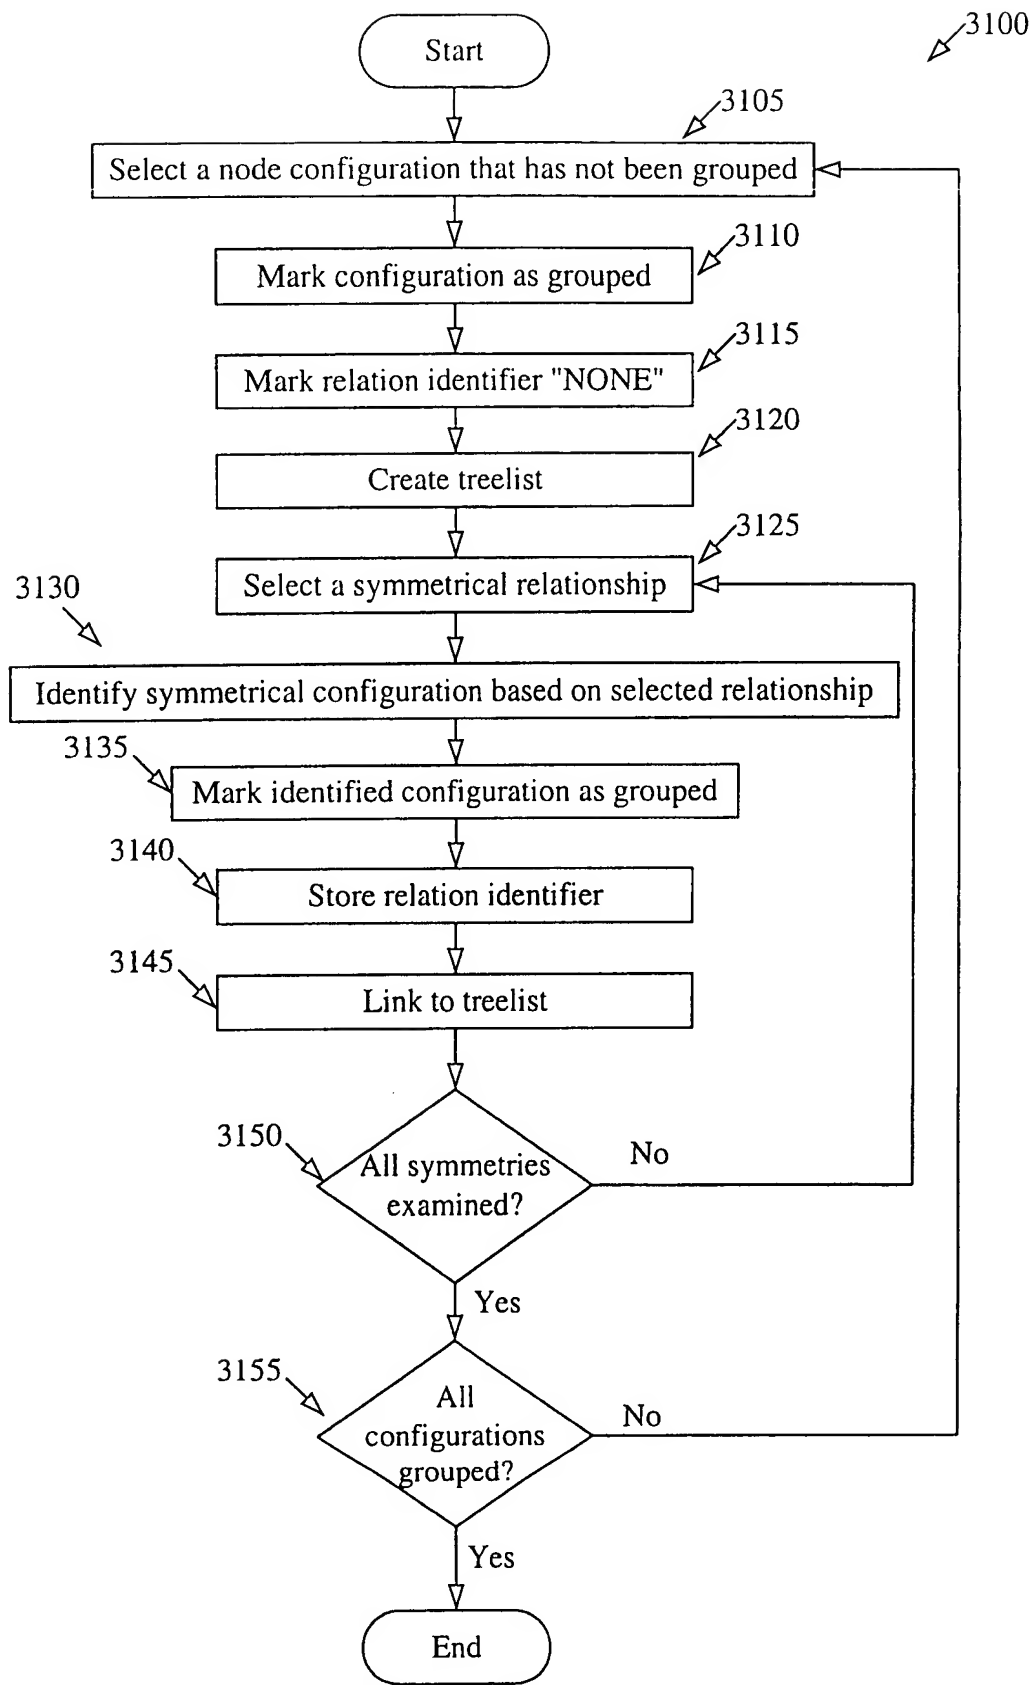 3100
Start
3105
Select a node configuration that has not been grouped
3110
Mark configuration as grouped
3115
Mark relation identifier "NONE"
3120
Create treelist
3125
Select a symmetrical relationship
3130
Identify symmetrical configuration based on selected relationship
3135
Mark identified configuration as grouped
3140
Store relation identifier
3145
Link to treelist
3150
All symmetries
examined?
No
Yes
3155
All
configurations
grouped?
No
Yes
End